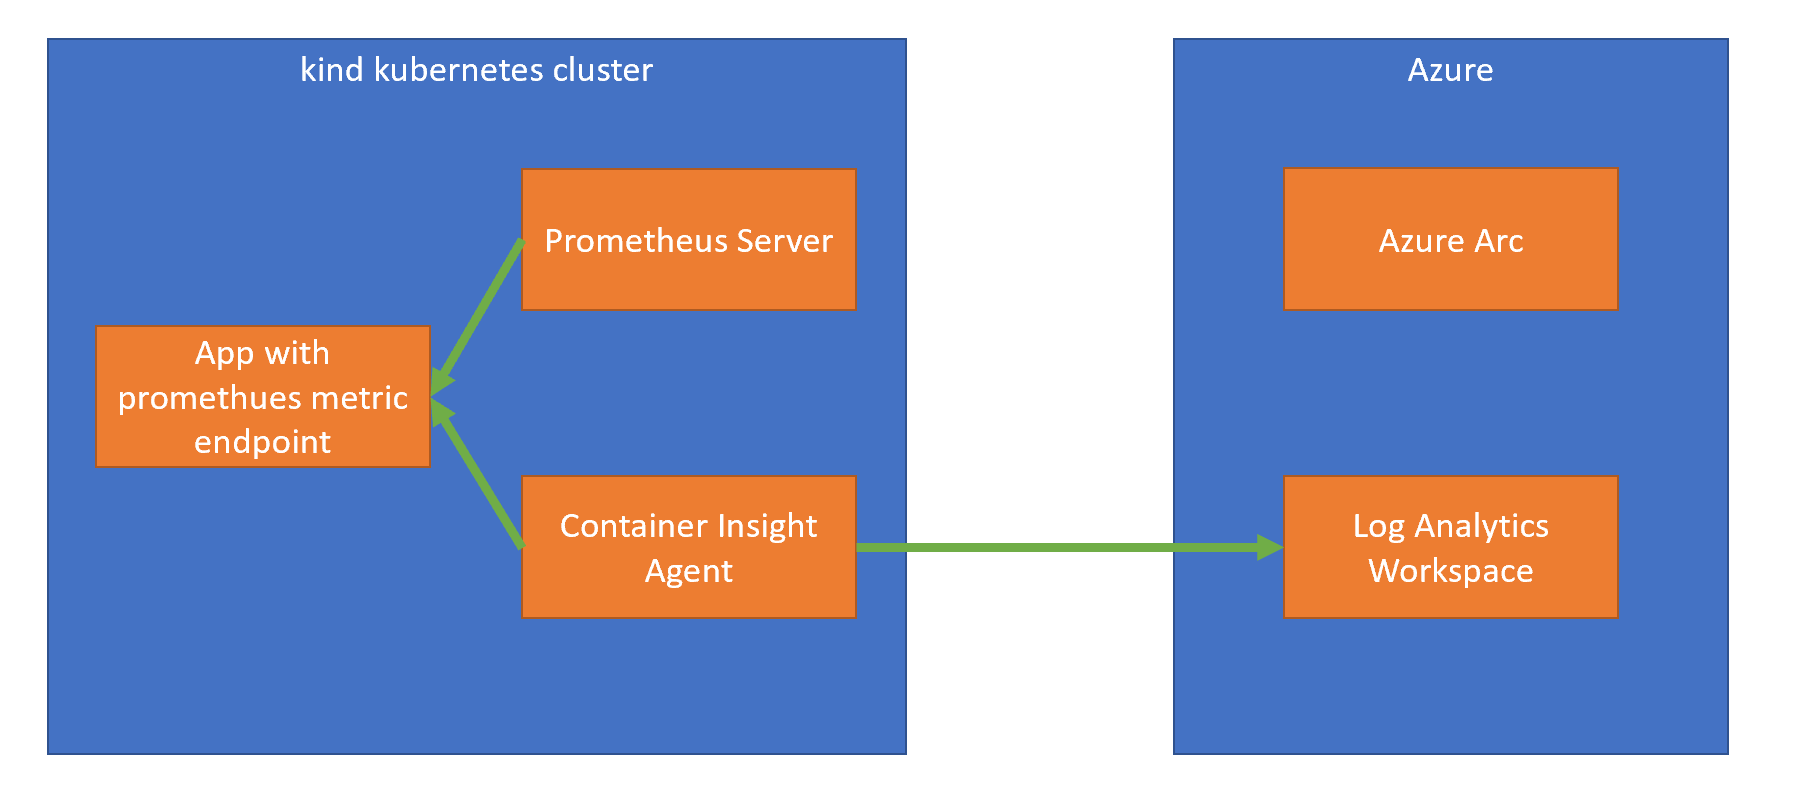 kind kubernetes cluster
Prometheus Server
App with
promethues metric
endpoint
Container Insight
Agent
Azure
Azure Arc
Log Analytics
Workspace